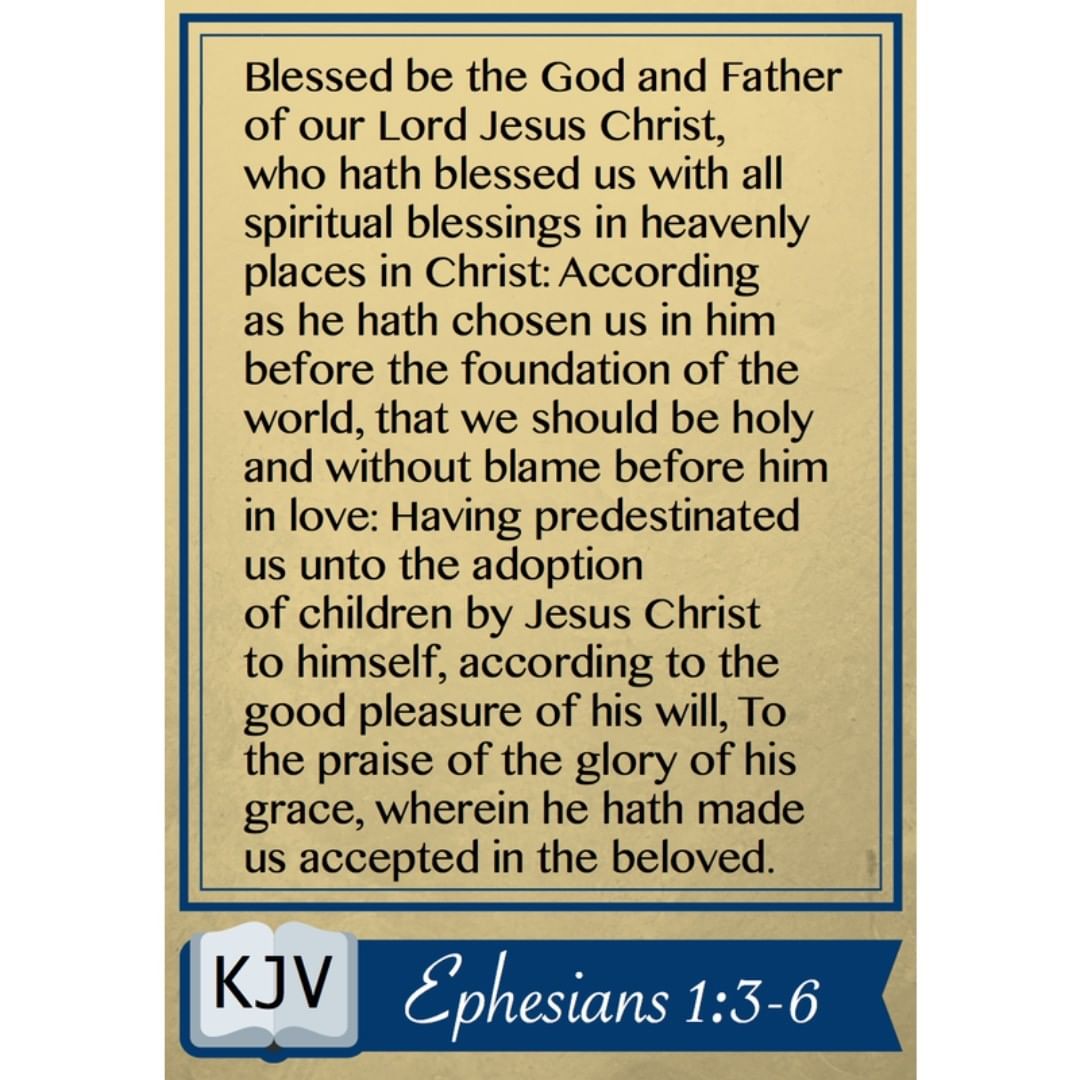 Blessed be the God and Father
of our Lord Jesus Christ,
who hath blessed us with all
spiritual blessings in heavenly
places in Christ: According
as he hath chosen us in him
before the foundation of the
world, that we should be holy
and without blame before him
in love: Having predestinated
us unto the adoption
of children by Jesus Christ
to himself, according to the
good pleasure of his will, To
the praise of the glory of his
grace, wherein he hath made
us accepted in the beloved.
KJV
Ephesians 1:3-6